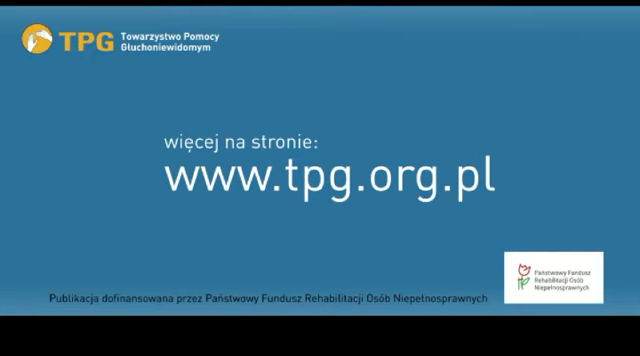 TPG
Towarzystwo Pomocy
Głuchoniewidomym
więcej na stronie:
www.tpg.org.pl
Państwowy Fundusz
Rehabilitacji Osób
Niepełnosprawnych
Publikacja dofinansowana przez Państwowy Fundusz Rehabilitacji Osób Niepełnosprawnych